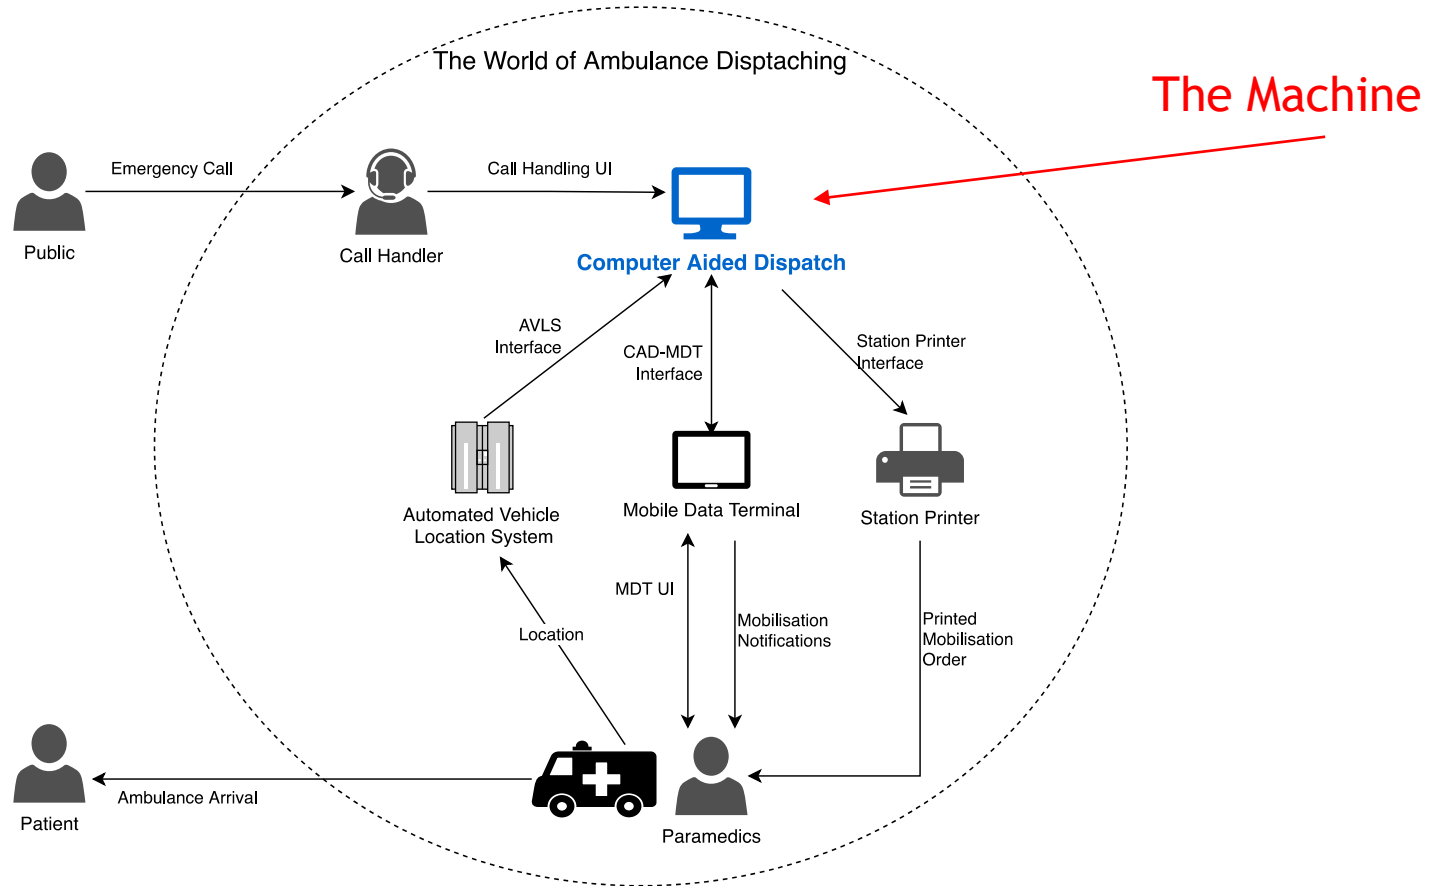 The World of Ambulance Disptaching
The Machine
Emergency Call
Call Handling UI
Public
Call Handler
Computer Aided Dispatch
AVLS
Interface
CAD-MDT
Interface
Station Printer
Interface
Automated Vehicle
Location System
Mobile Data Terminal
Station Printer
MDT UI
Location
Mobilisation
Notifications
Printed
Mobilisation
Order
Ambulance Arrival
Patient
Paramedics